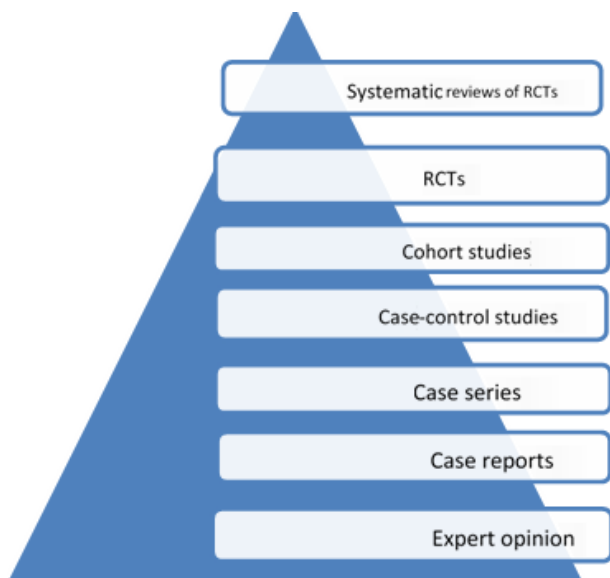 Systematic reviews of RCTs
RCTs
Cohort studies
Case-control studies
Case series
Case reports
Expert opinion